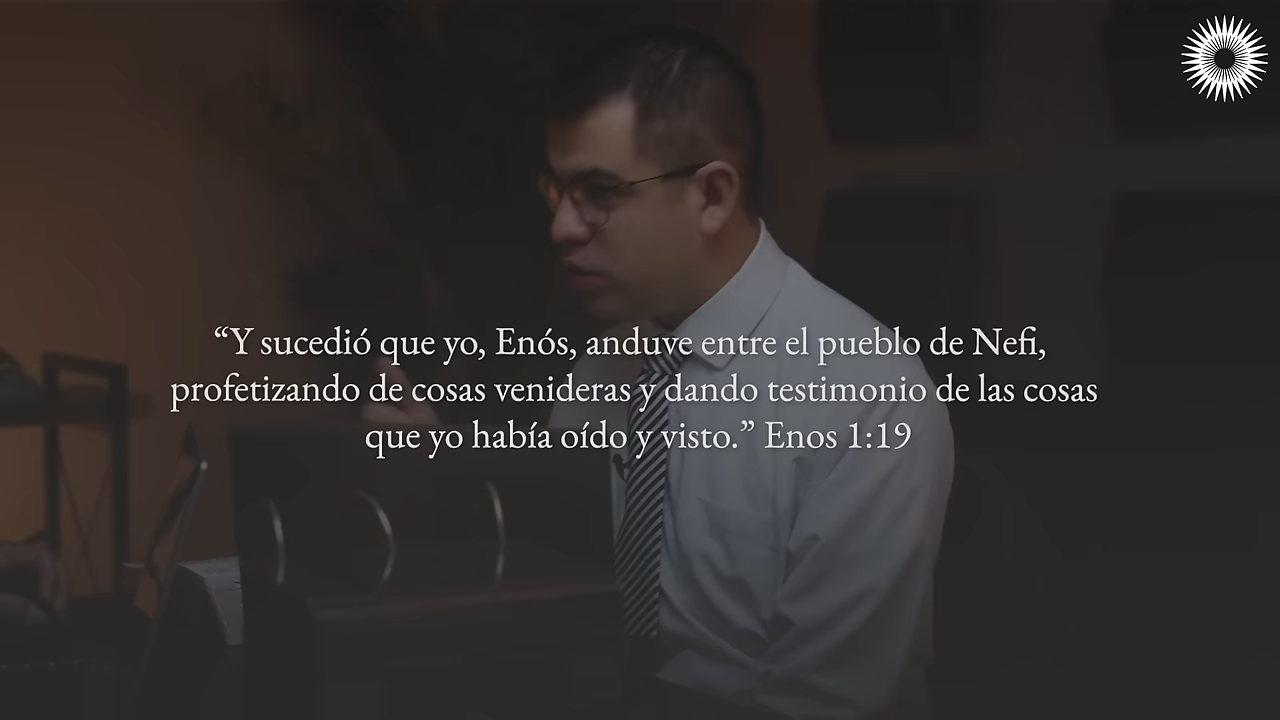 “Y sucedió que yo, Enós, anduve entre el pueblo de Nefi,
profetizando de cosas venideras y dando testimonio de las cosas
que yo había oído y visto.” Enos 1:19